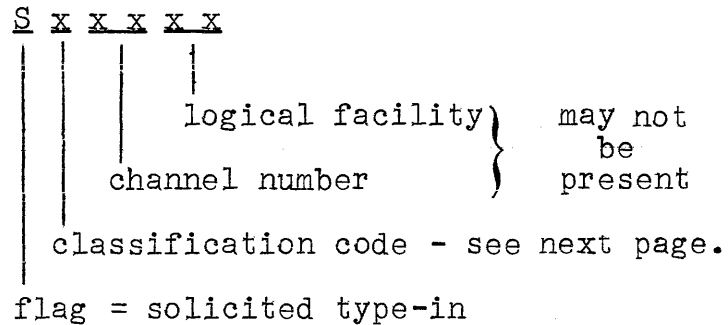 S x x x x x
logical facility } may not
be
channel number present
classification code - see next page.
flag = solicited type-in